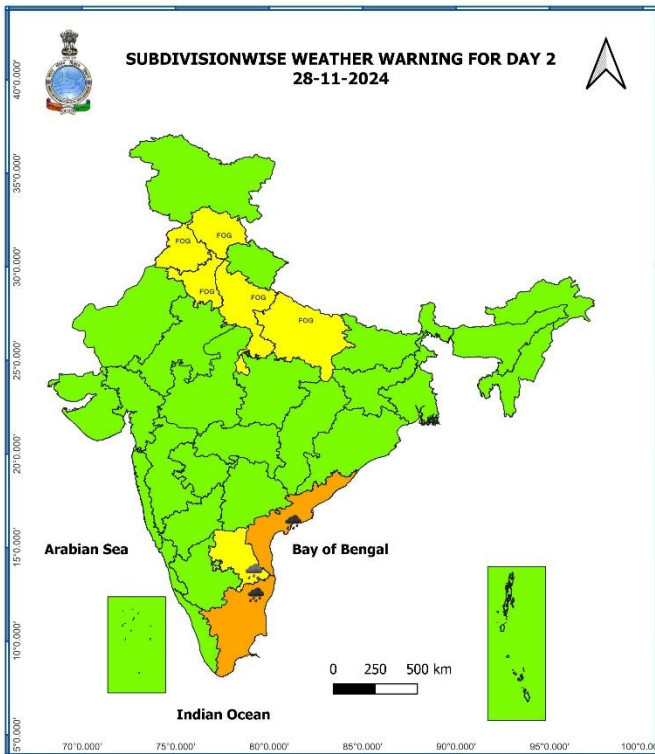 SUBDIVISIONWISE WEATHER WARNING FOR DAY 2
28-11-2024
40°0.000'
35°0.000'
30°0.000'
25°0.000'
20°0.000'
15°0.000'
10°0.000'
5°0.000'
FOG
FOG
FOG
FOG
FOG
Arabian Sea
Bay of Bengal
0 250 500 km
Indian Ocean
70°0.000' 75°0.000' 80°0.000' 85°0.000' 90°0.000' 95°0.000' 100°0.000'